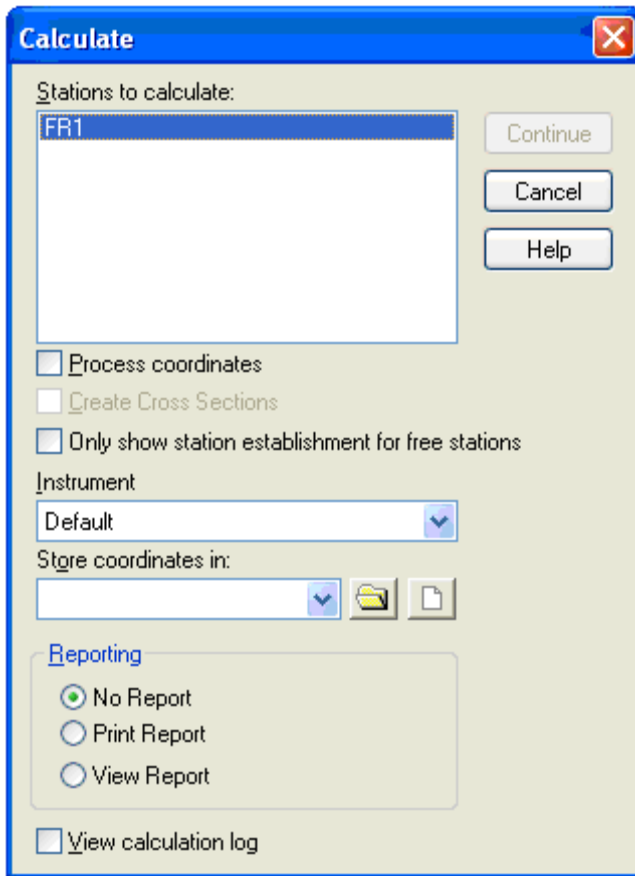 Calculate
Stations to calculate:
FR1
Continue
Cancel
Help
Process coordinates
Create Cross Sections
Only show station establishment for free stations
Instrument
Default
Store coordinates in:
Reporting
No Report
Print Report
View Report
View calculation log